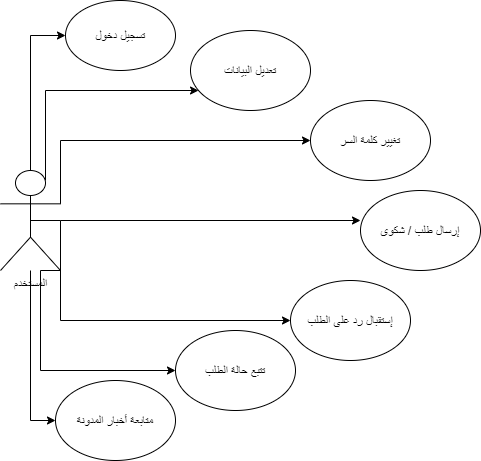 تسجيل دخول
تعديل البيانات
تغيير كلمة السر
إرسال طلب / شكوى
المستخدم
إستقبال رد على الطلب
تتبع حالة الطلب
متابعة أخبار المدونة